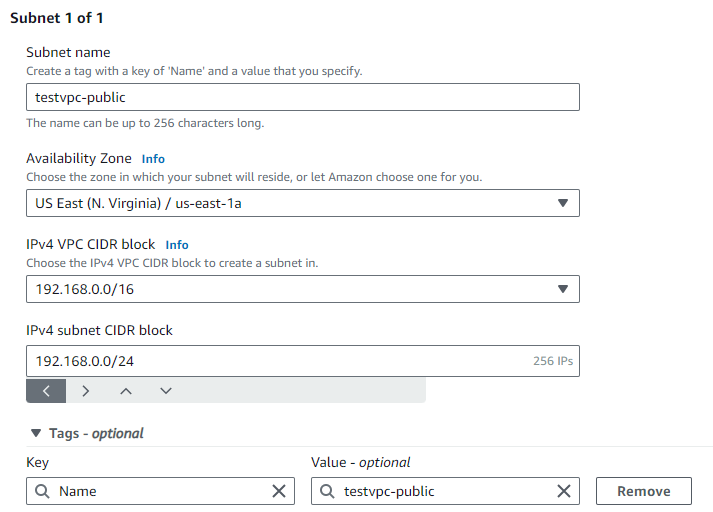 Subnet 1 of 1
Subnet name
Create a tag with a key of 'Name' and a value that you specify.
testvpc-public
The name can be up to 256 characters long.
Availability Zone Info
Choose the zone in which your subnet will reside, or let Amazon choose one for you.
US East (N. Virginia) / us-east-1a
IPv4 VPC CIDR block Info
Choose the IPv4 VPC CIDR block to create a subnet in.
192.168.0.0/16
IPv4 subnet CIDR block
192.168.0.0/24 256 IPs
Tags - optional
Key Value - optional
Name testvpc-public Remove